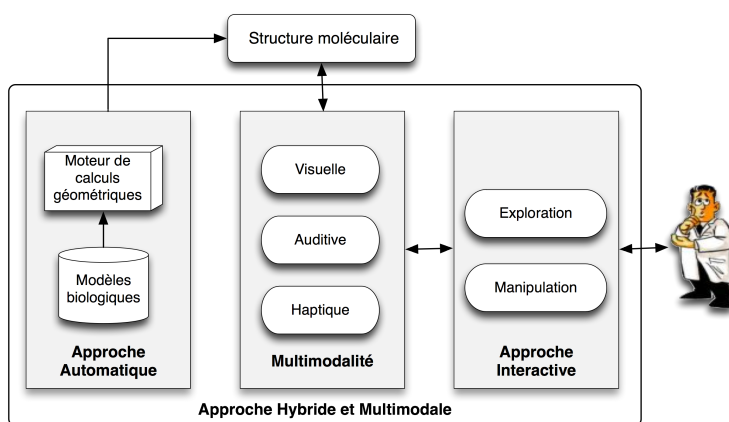 Structure moléculaire
Moteur de
calculs
géométriques
Modèles
biologiques
Approche
Automatique
Visuelle
Auditive
Haptique
Multimodalité
Exploration
Manipulation
Approche
Interactive
Approche Hybride et Multimodale